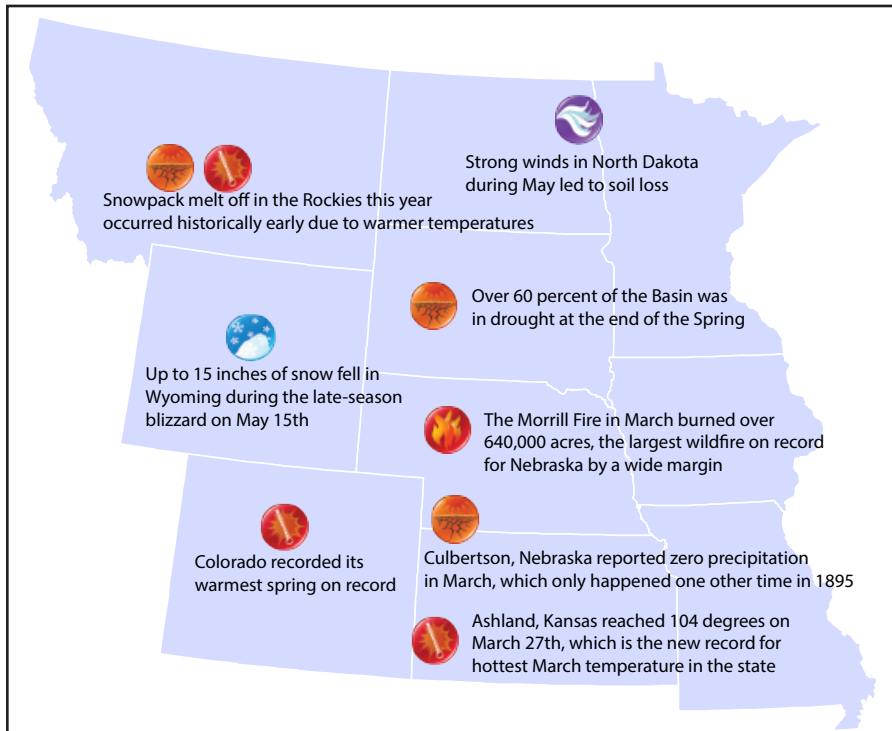 Strong winds in North Dakota
during May led to soil loss
Snowpack melt off in the Rockies this year
occurred historically early due to warmer temperatures
Over 60 percent of the Basin was
in drought at the end of the Spring
Up to 15 inches of snow fell in
Wyoming during the late-season
blizzard on May 15th
The Morrill Fire in March burned over
640,000 acres, the largest wildfire on record
for Nebraska by a wide margin
Colorado recorded its
warmest spring on record
Culbertson, Nebraska reported zero precipitation
in March, which only happened one other time in 1895
Ashland, Kansas reached 104 degrees on
March 27th, which is the new record for
hottest March temperature in the state